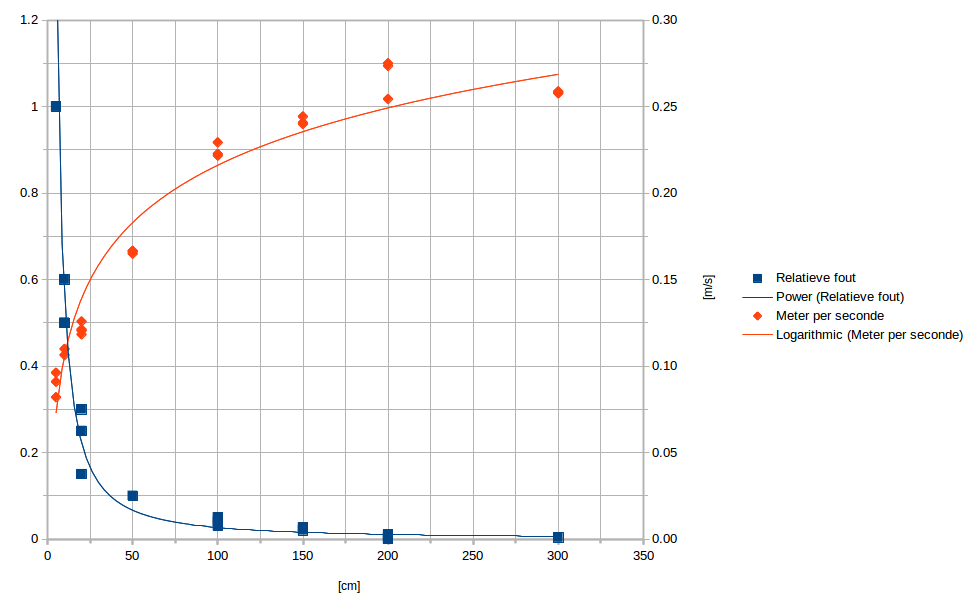 1.2
1
0.8
0.6
0.4
0.2
0
0.30
0.25
0.20
0.15
0.10
0.05
0.00
0 50 100 150 200 250 300 350
[cm]
[m/s]
Relatieve fout
Power (Relatieve fout)
Meter per seconde
Logarithmic (Meter per seconde)